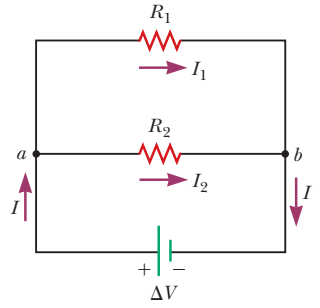 R₁
I₁
R₂
a
b
I₂
I
I
+ −
ΔV